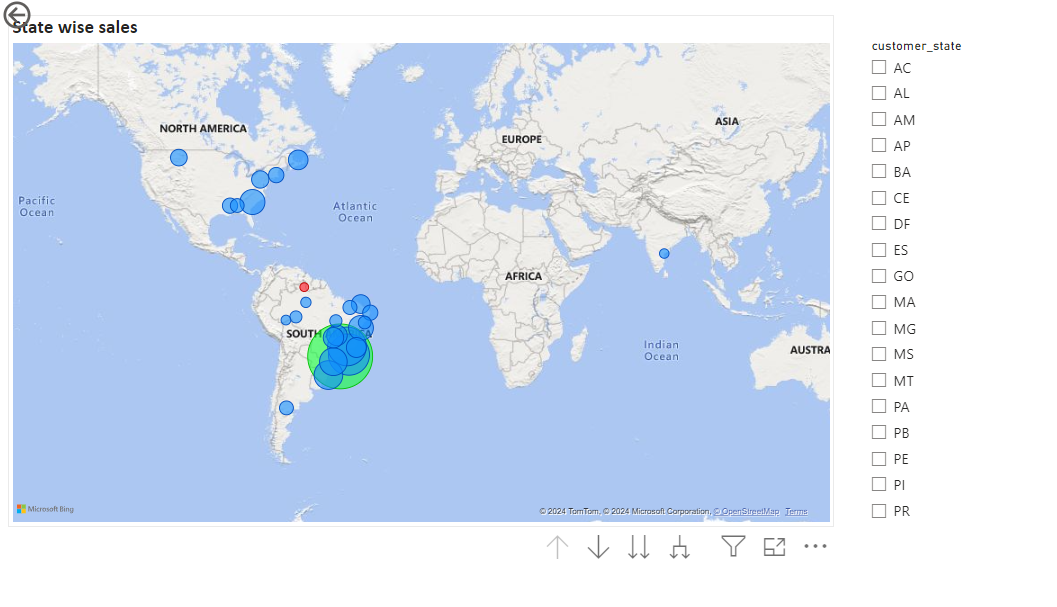 State wise sales
customer_state
AC
AL
AM
AP
BA
CE
DF
ES
GO
MA
MG
MS
MT
PA
PB
PE
PI
PR
NORTH AMERICA
EUROPE
ASIA
Pacific
Ocean
Atlantic
Ocean
AFRICA
SOUTH
Indian
Ocean
AUSTRA
Microsoft Bing
© 2024 TomTom, © 2024 Microsoft Corporation, © OpenStreetMap Terms